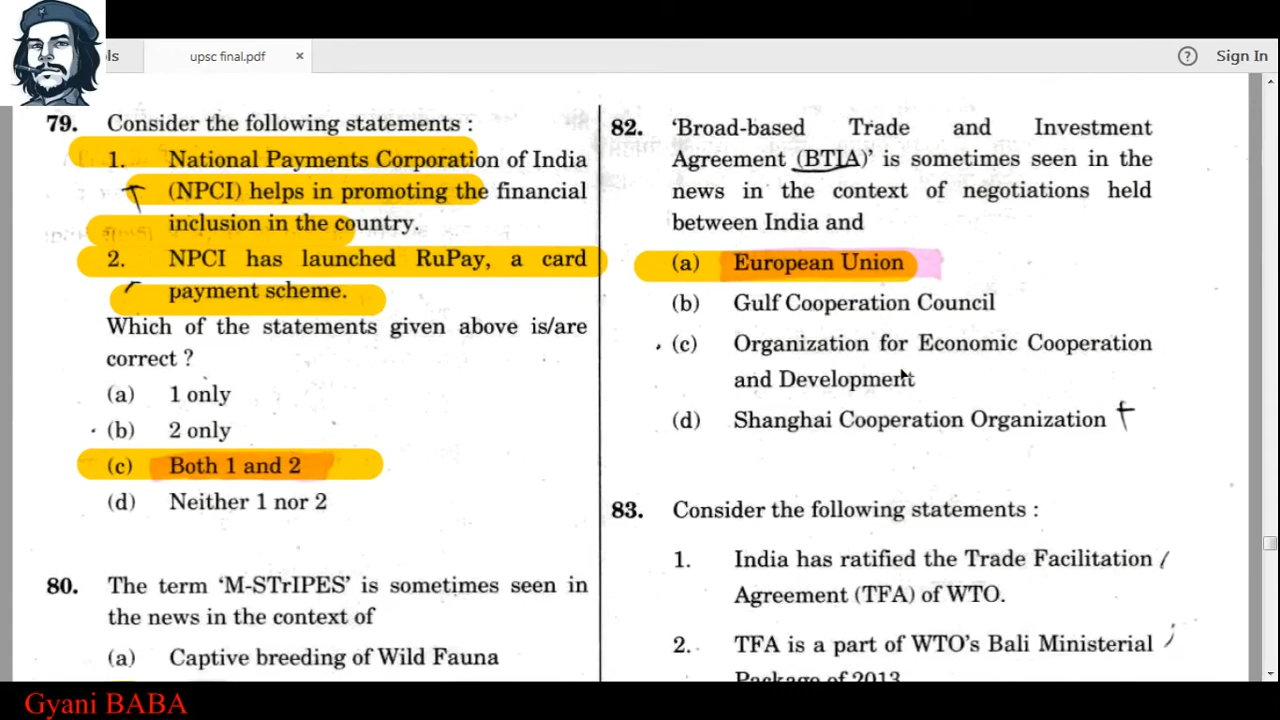 ls
upsc final.pdf
×
?
Sign In
79. Consider the following statements :
1. National Payments Corporation of India
(NPCI) helps in promoting the financial
inclusion in the country.
2. NPCI has launched RuPay, a card
payment scheme.
Which of the statements given above is/are
correct ?
(a) 1 only
(b) 2 only
(c) Both 1 and 2
(d) Neither 1 nor 2
80. The term ‘M-STrIPES’ is sometimes seen in
the news in the context of
(a) Captive breeding of Wild Fauna
82. ‘Broad-based Trade and Investment
Agreement (BTIA)’ is sometimes seen in the
news in the context of negotiations held
between India and
(a) European Union
(b) Gulf Cooperation Council
(c) Organization for Economic Cooperation
and Development
(d) Shanghai Cooperation Organization
83. Consider the following statements :
1. India has ratified the Trade Facilitation
Agreement (TFA) of WTO.
2. TFA is a part of WTO’s Bali Ministerial
Package of 2013
Gyani BABA